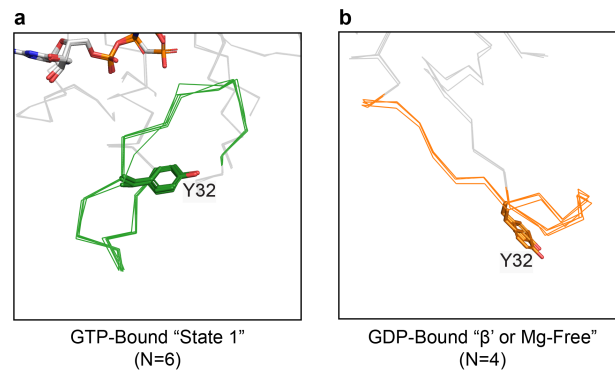 a
Y32
GTP-Bound “State 1”
(N=6)
b
Y32
GDP-Bound “β’ or Mg-Free”
(N=4)